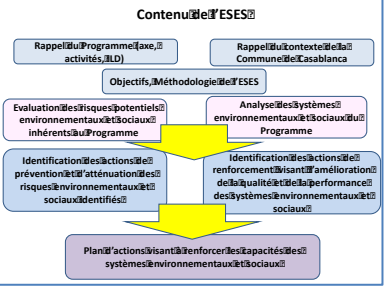 Contenu de l'ESES
Rappel du Programme (axe,
activités, ILD)
Rappel du contexte de la
Commune de Casablanca
Objectifs, Méthodologie de l'ESES
Evaluation des risques potentiels
environnementaux et sociaux
inhérents au Programme
Analyse des systèmes
environnementaux et sociaux du
Programme
Identification des actions de
prévention et d'atténuation des
risques environnementaux et
sociaux identifiés
Identification des actions de
renforcement visant l'amélioration
de la qualité et de la performance
des systèmes environnementaux et
sociaux
Plan d'actions visant à renforcer les capacités des
systèmes environnementaux et sociaux